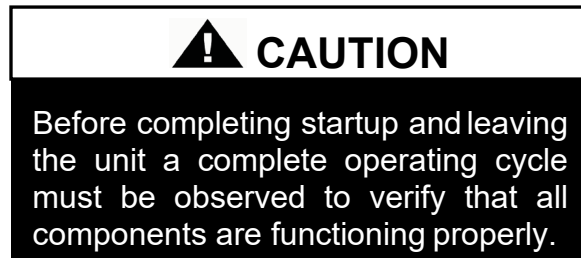 CAUTION
Before completing startup and leaving
the unit a complete operating cycle
must be observed to verify that all
components are functioning properly.